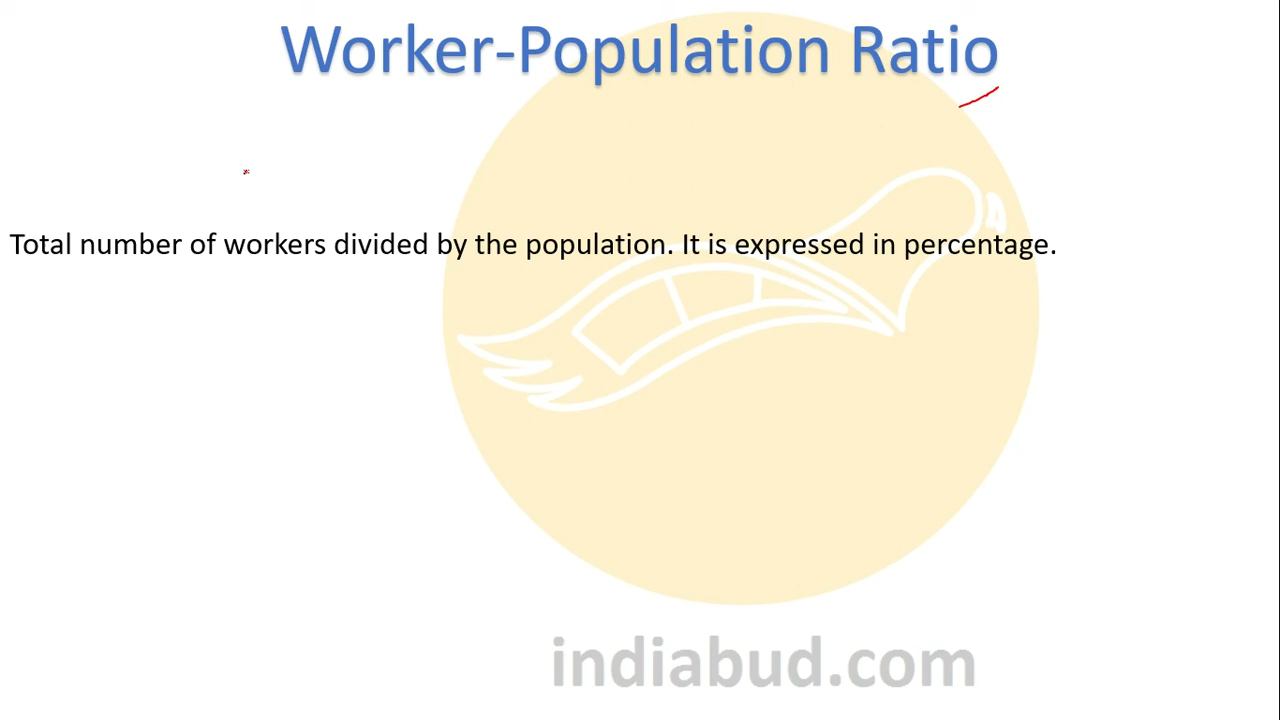 Worker-Population Ratio
Total number of workers divided by the population. It is expressed in percentage.
indiabud.com